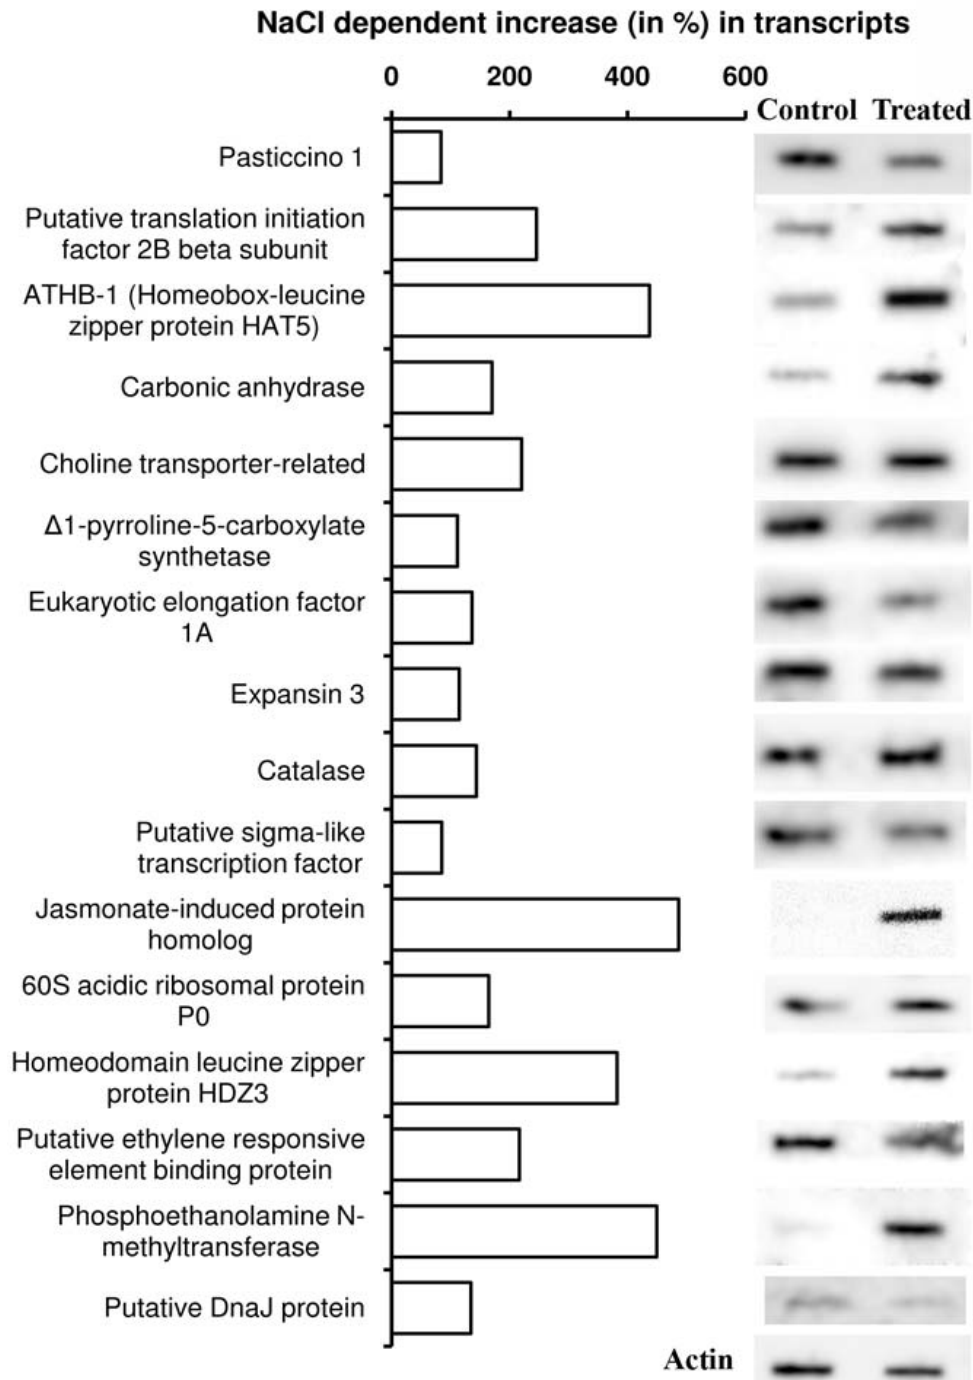 NaCl dependent increase (in %) in transcripts
0 200 400 600
Control Treated
Pasticcino 1
Putative translation initiation
factor 2B beta subunit
ATHB-1 (Homeobox-leucine
zipper protein HAT5)
Carbonic anhydrase
Choline transporter-related
Δ1-pyrroline-5-carboxylate
synthetase
Eukaryotic elongation factor
1A
Expansin 3
Catalase
Putative sigma-like
transcription factor
Jasmonate-induced protein
homolog
60S acidic ribosomal protein
P0
Homeodomain leucine zipper
protein HDZ3
Putative ethylene responsive
element binding protein
Phosphoethanolamine N-
methyltransferase
Putative DnaJ protein
Actin